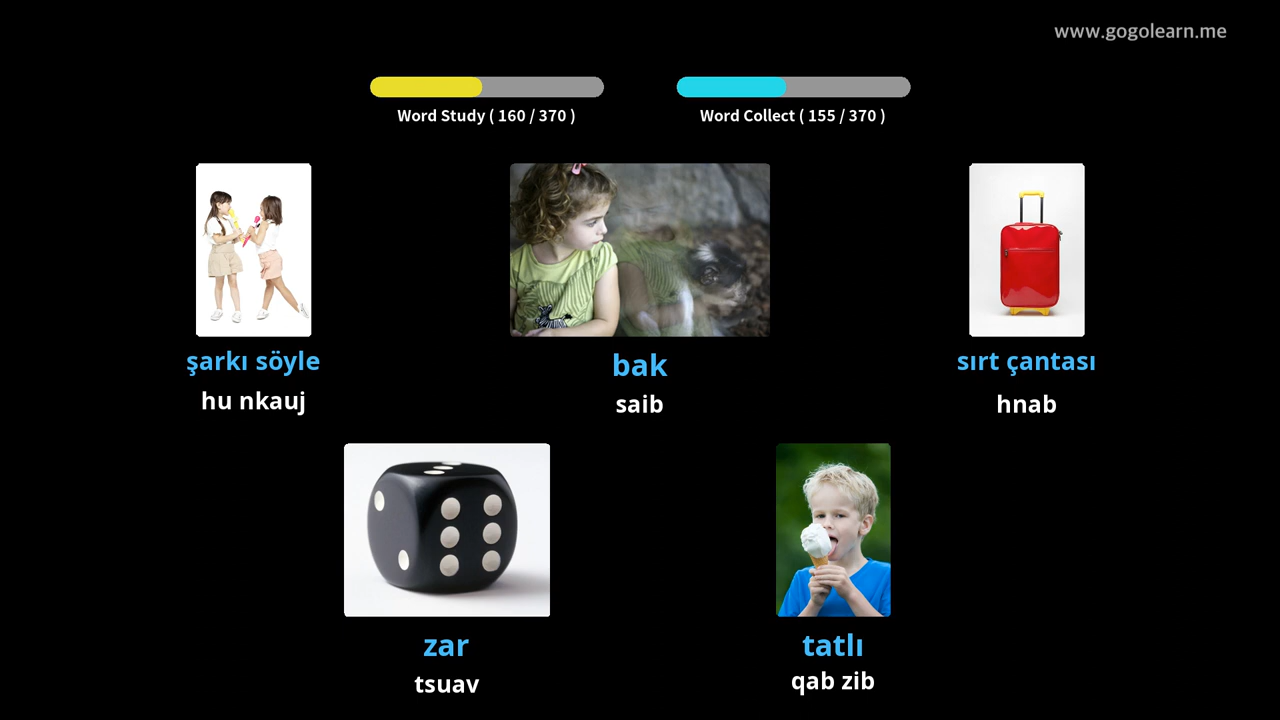 www.gogolearn.me
Word Study ( 160 / 370 )
Word Collect ( 155 / 370 )
şarkı söyle
hu nkauj
bak
saib
sırt çantası
hnab
zar
tsuav
tatlı
qab zib